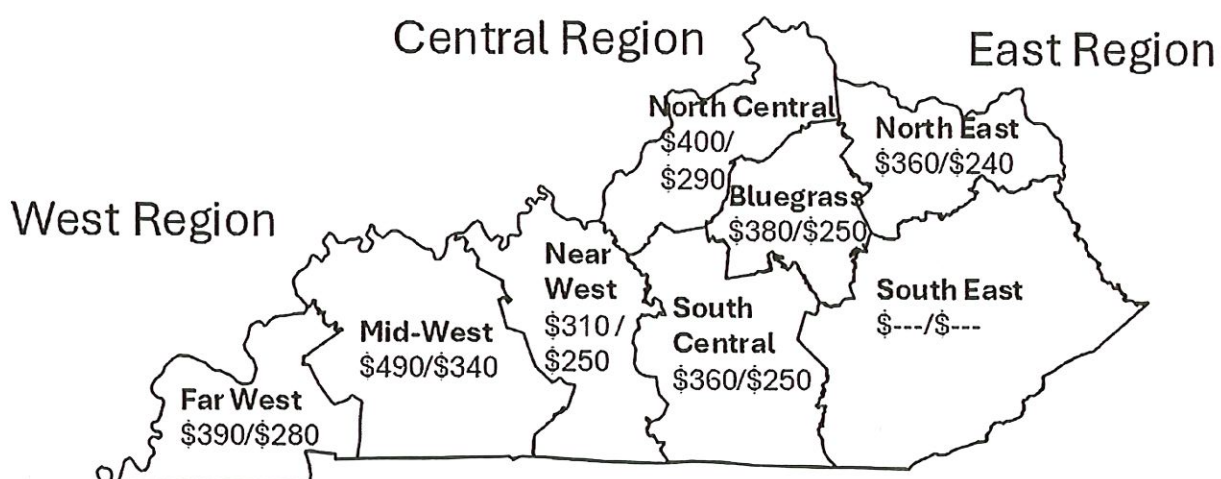 Central Region
East Region
North Central
$400/
$290
North East
$360/$240
Bluegrass
$380/$250
West Region
Near
West
$310/
$250
South East
$---/$---
South
Central
$360/$250
Mid-West
$490/$340
Far West
$390/$280